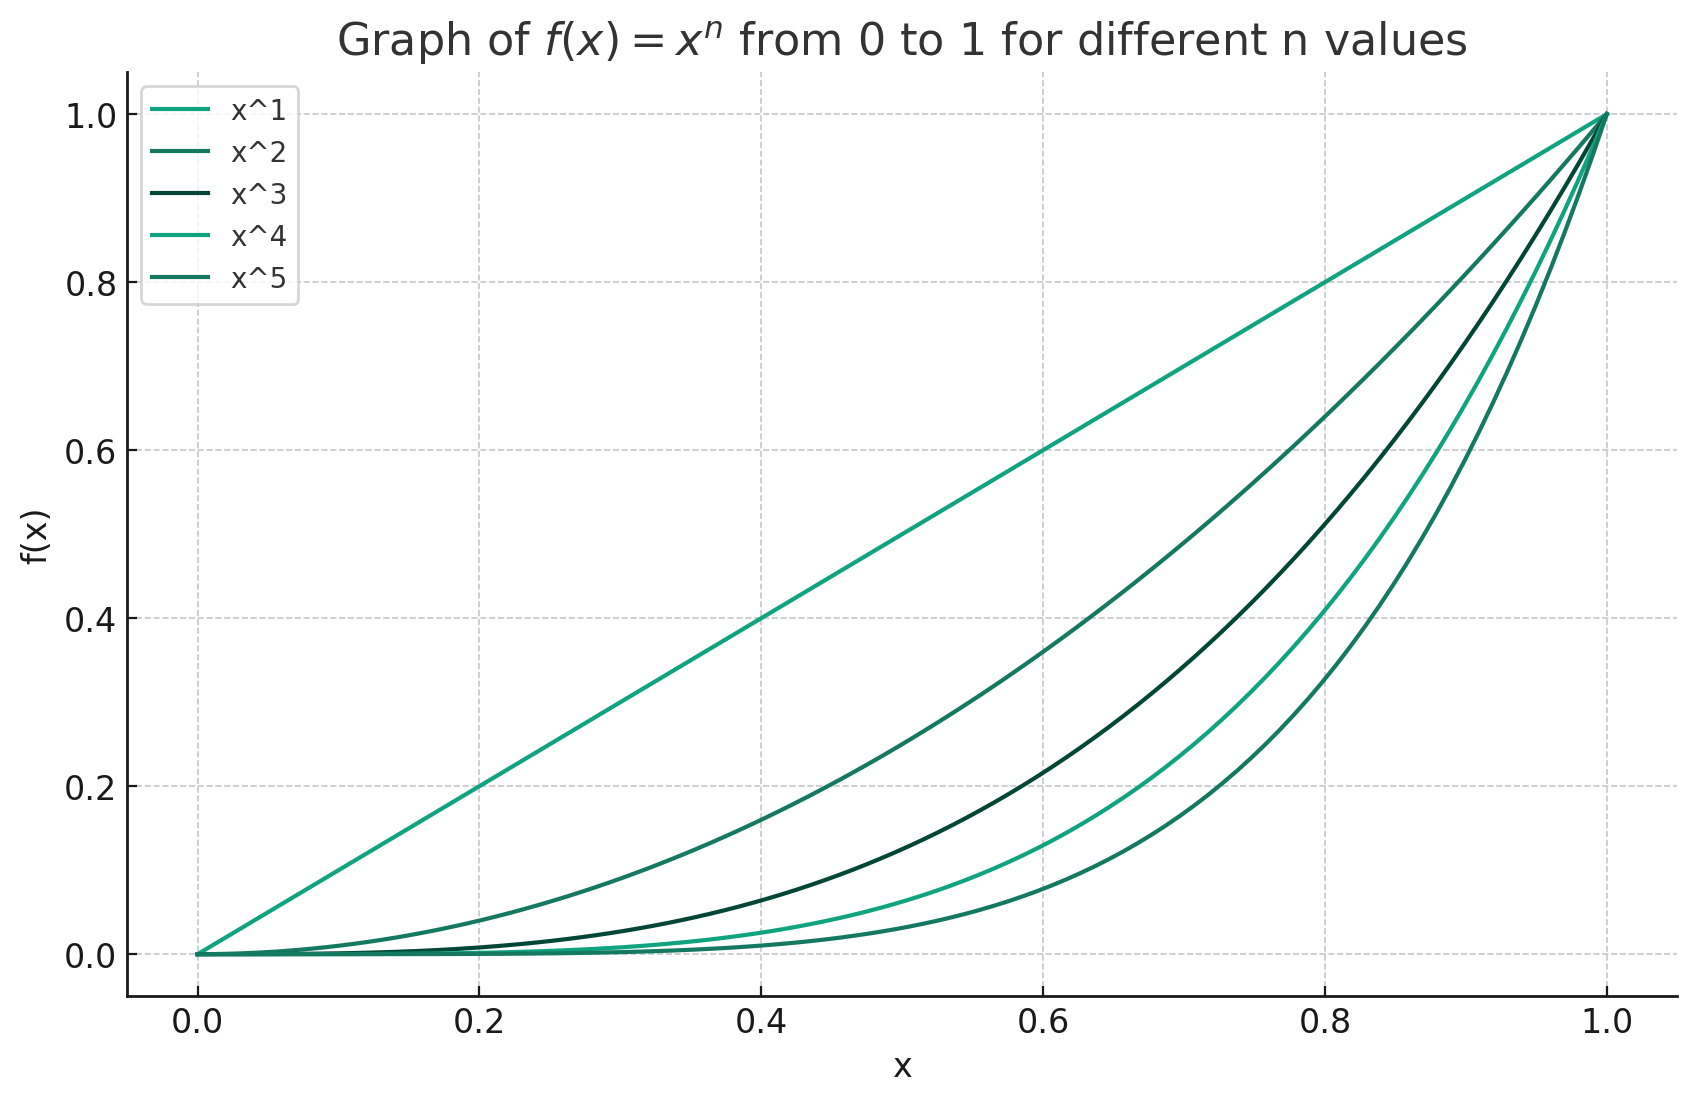 Graph of f(x) = xⁿ from 0 to 1 for different n values
x^1
x^2
x^3
x^4
x^5
1.0
0.8
0.6
0.4
0.2
0.0
f(x)
0.0 0.2 0.4 0.6 0.8 1.0
x